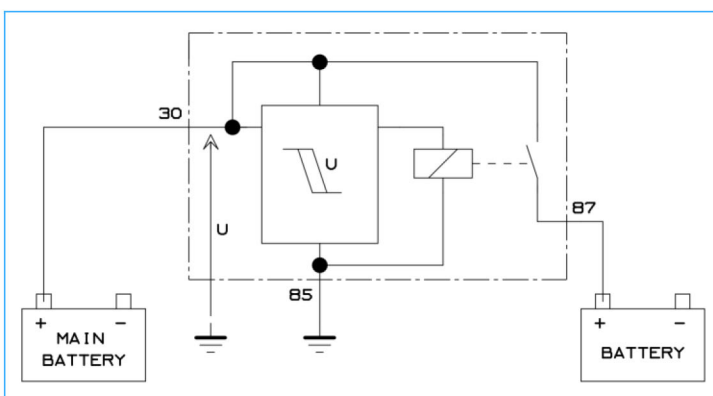 30
U
U
87
85
+ -
MAIN
BATTERY
+ -
BATTERY